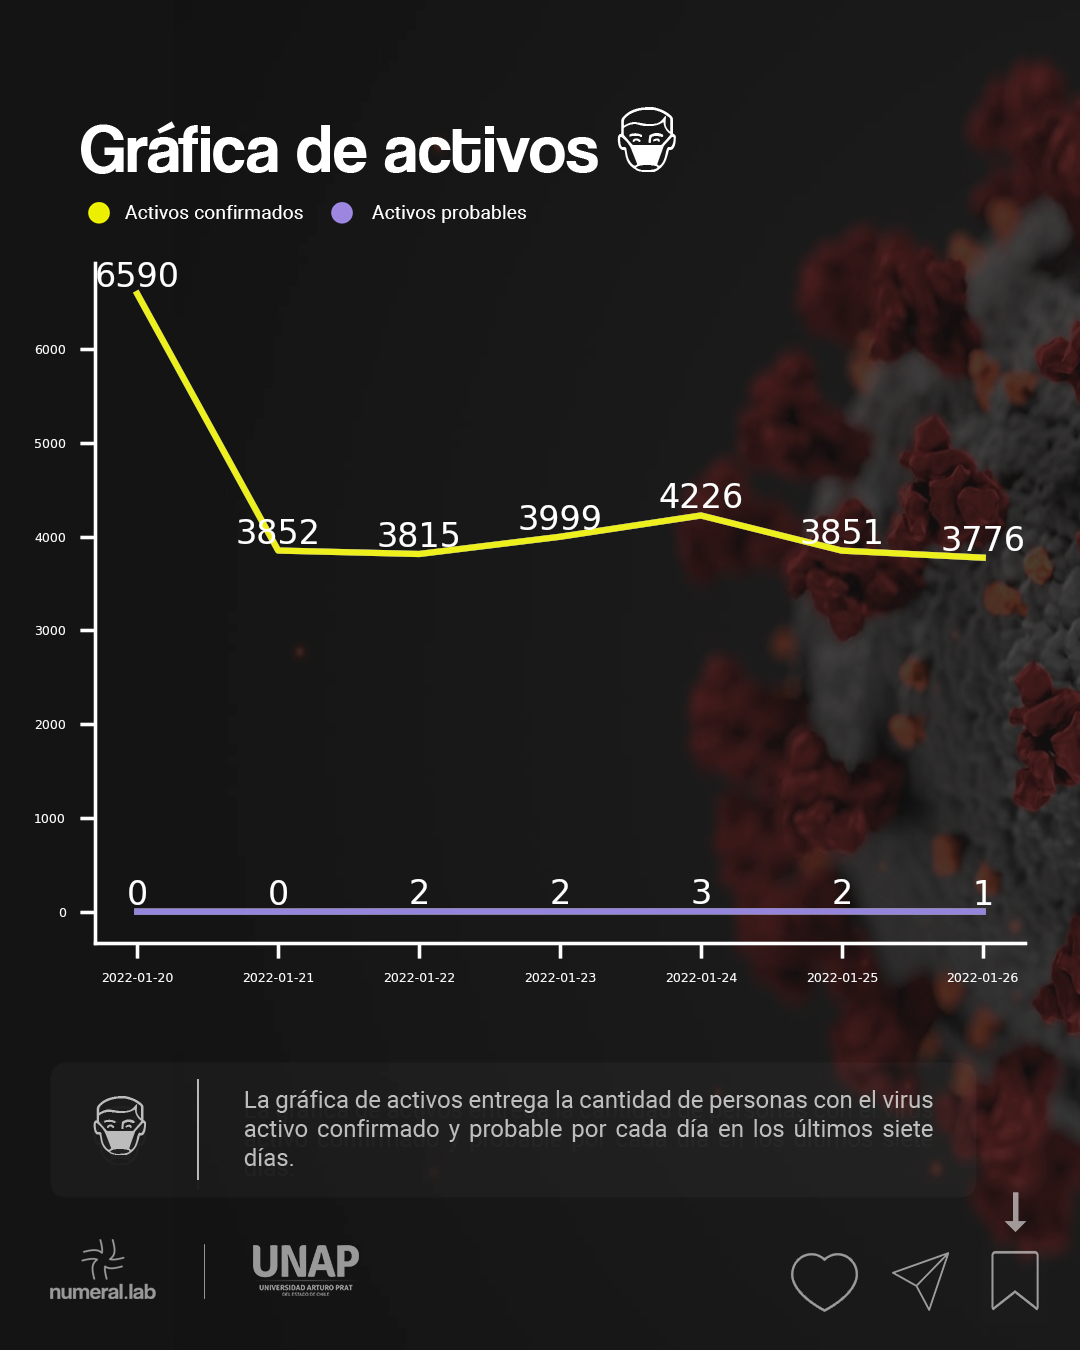 Gráfica de activos
Activos confirmados Activos probables
6590
6000
5000
4226
3999
3852 3815 3851 3776
4000
3000
2000
1000
0 0 2 2 3 2 1
0
2022-01-20 2022-01-21 2022-01-22 2022-01-23 2022-01-24 2022-01-25 2022-01-26
La gráfica de activos entrega la cantidad de personas con el virus
activo confirmado y probable por cada día en los últimos siete
días.
numeral.lab
UNAP
UNIVERSIDAD ARTURO PRAT
DEL ESTADO DE CHILE